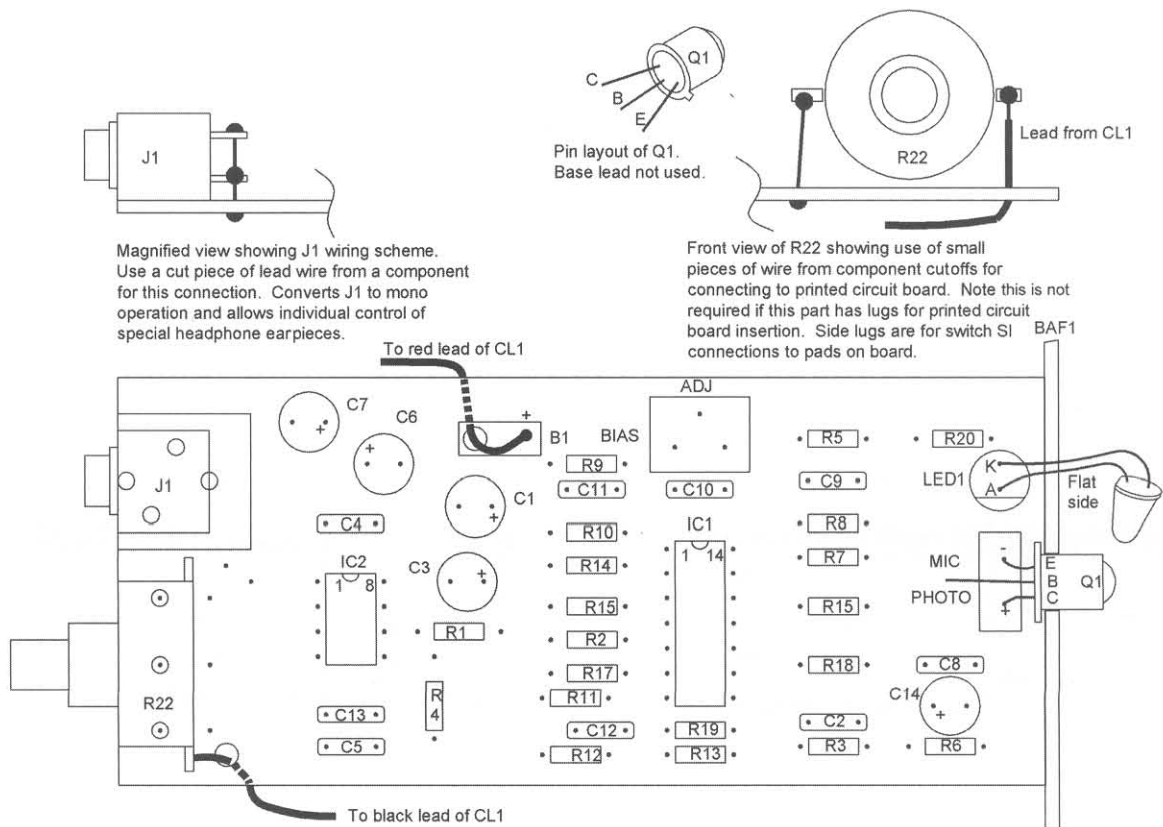 Q1
C
B
E
Pin layout of Q1.
Base lead not used.
J1
R22
Lead from CL1
Magnified view showing J1 wiring scheme.
Use a cut piece of lead wire from a component
for this connection. Converts J1 to mono
operation and allows individual control of
special headphone earpieces.
Front view of R22 showing use of small
pieces of wire from component cutoffs for
connecting to printed circuit board. Note this is not
required if this part has lugs for printed circuit
board insertion. Side lugs are for switch SI
connections to pads on board.
BAF1
To red lead of CL1
C7
+
C6
+
+
B1
BIAS
ADJ
R9
C11
C10
R5
C9
R20
LED1
K
A
Flat
side
J1
C1
+
C4
R10
IC1
1 14
R8
R7
IC2
1 8
C3
+
R14
MIC
-
PHOTO
+
E
B
C
Q1
R1
R15
R15
R2
R17
R11
R18
C8
C14
+
R22
R
4
C13
C5
C12
R12
R19
R13
C2
R3
R6
To black lead of CL1